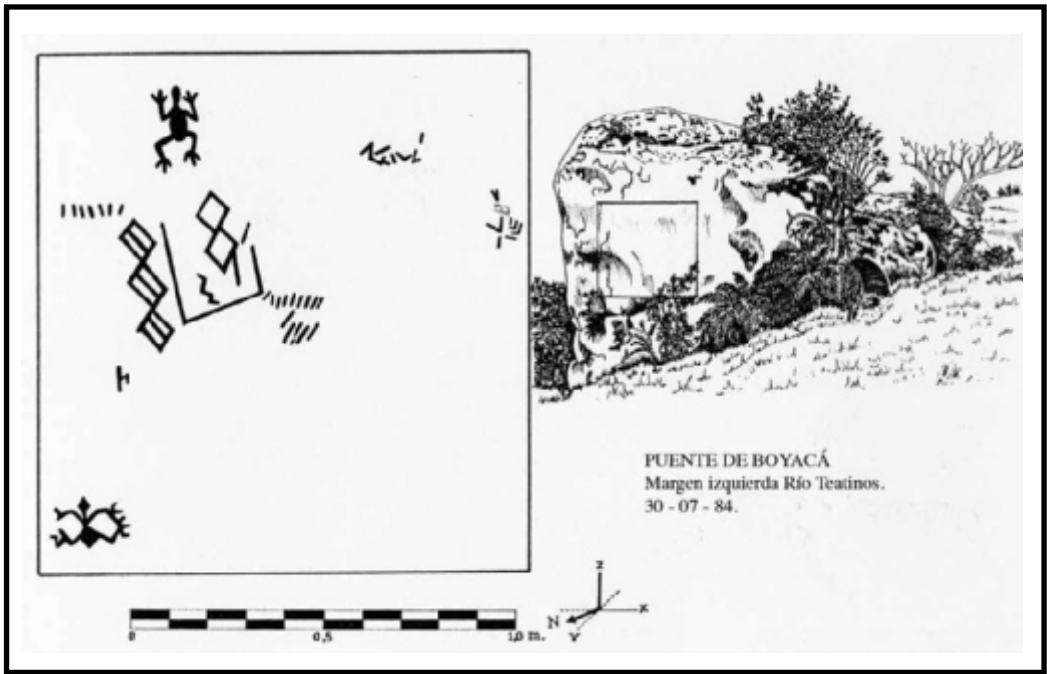 PUENTE DE BOYACÁ
Margen izquierda Río Teatinos.
30 - 07 - 84.
Z
X
N
Y
0 0,5 1,0 m.